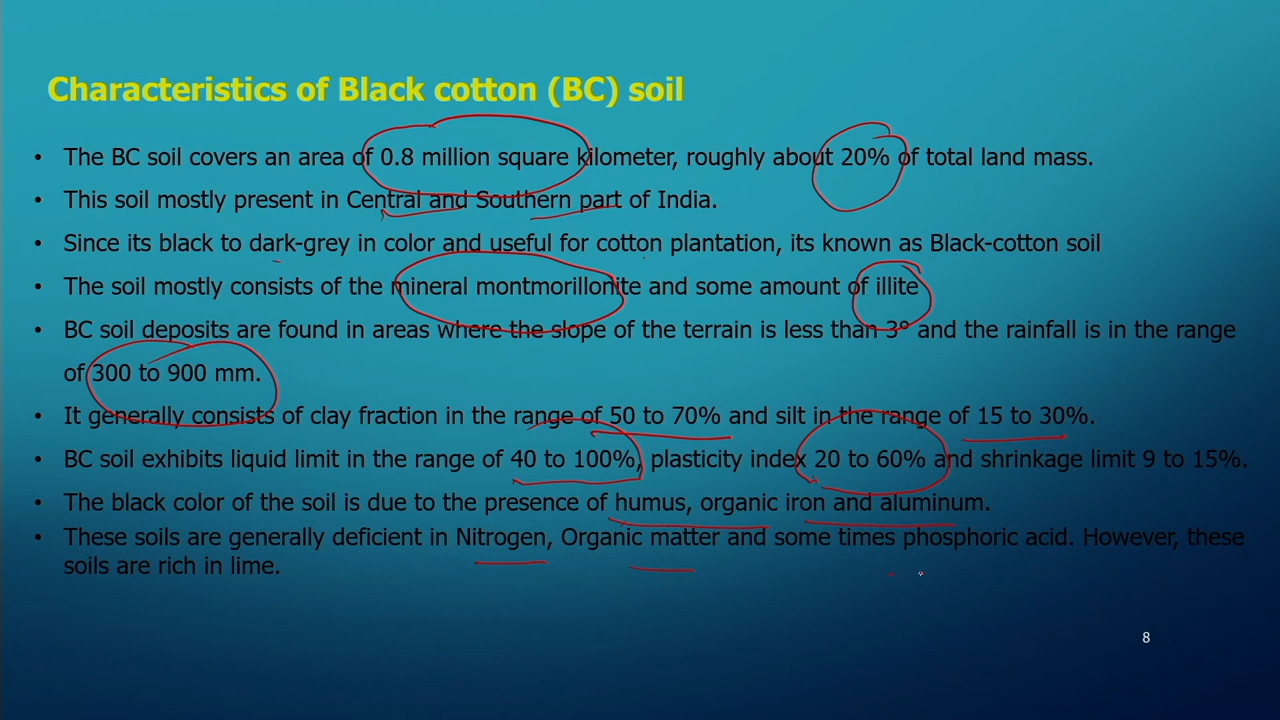 Characteristics of Black cotton (BC) soil
• The BC soil covers an area of 0.8 million square kilometer, roughly about 20% of total land mass.
• This soil mostly present in Central and Southern part of India.
• Since its black to dark-grey in color and useful for cotton plantation, its known as Black-cotton soil
• The soil mostly consists of the mineral montmorillonite and some amount of illite
• BC soil deposits are found in areas where the slope of the terrain is less than 3º and the rainfall is in the range
of 300 to 900 mm.
• It generally consists of clay fraction in the range of 50 to 70% and silt in the range of 15 to 30%.
• BC soil exhibits liquid limit in the range of 40 to 100%, plasticity index 20 to 60% and shrinkage limit 9 to 15%.
• The black color of the soil is due to the presence of humus, organic iron and aluminum.
• These soils are generally deficient in Nitrogen, Organic matter and some times phosphoric acid. However, these
soils are rich in lime.
8